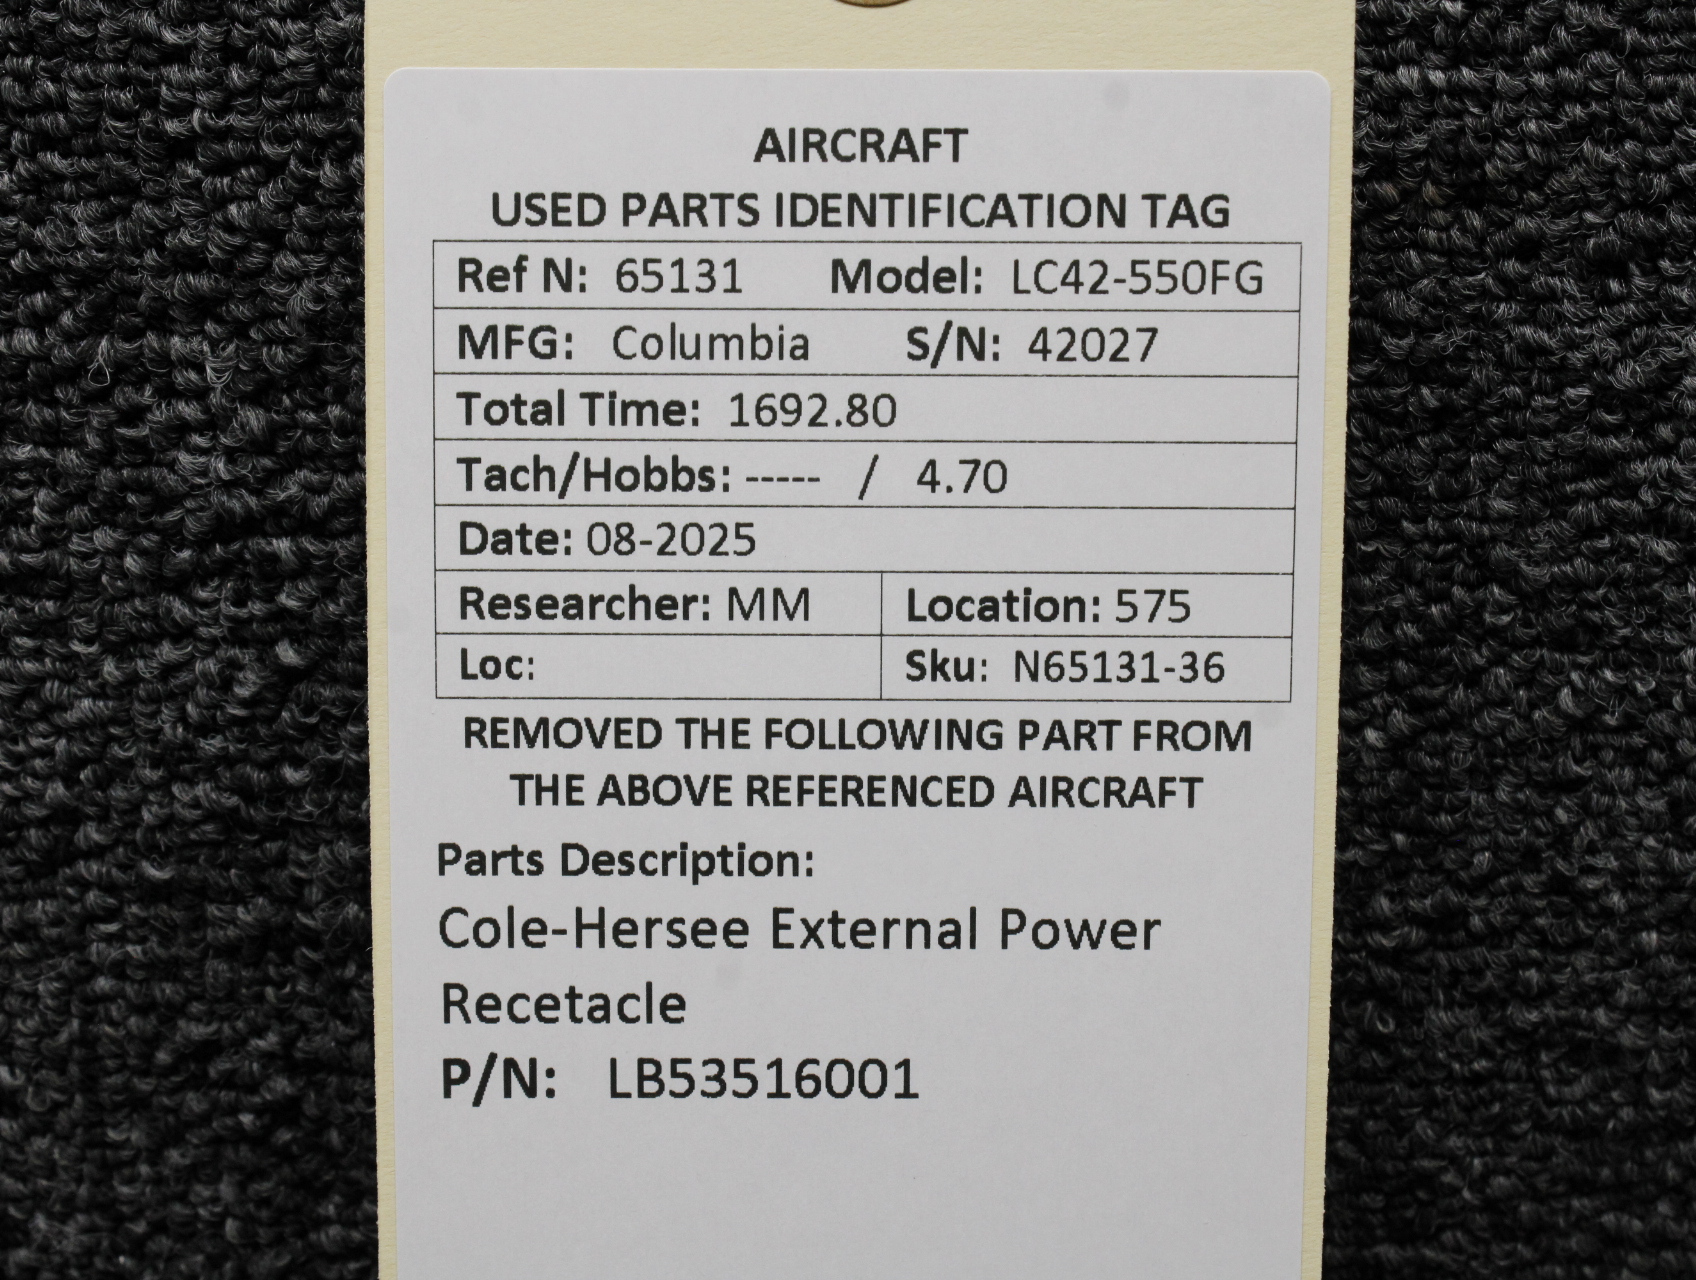 AIRCRAFT
USED PARTS IDENTIFICATION TAG
Ref N: 65131 Model: LC42-550FG
MFG: Columbia S/N: 42027
Total Time: 1692.80
Tach/Hobbs: ----- / 4.70
Date: 08-2025
Researcher: MM Location: 575
Loc: Sku: N65131-36
REMOVED THE FOLLOWING PART FROM
THE ABOVE REFERENCED AIRCRAFT
Parts Description:
Cole-Hersee External Power
Recetacle
P/N: LB53516001